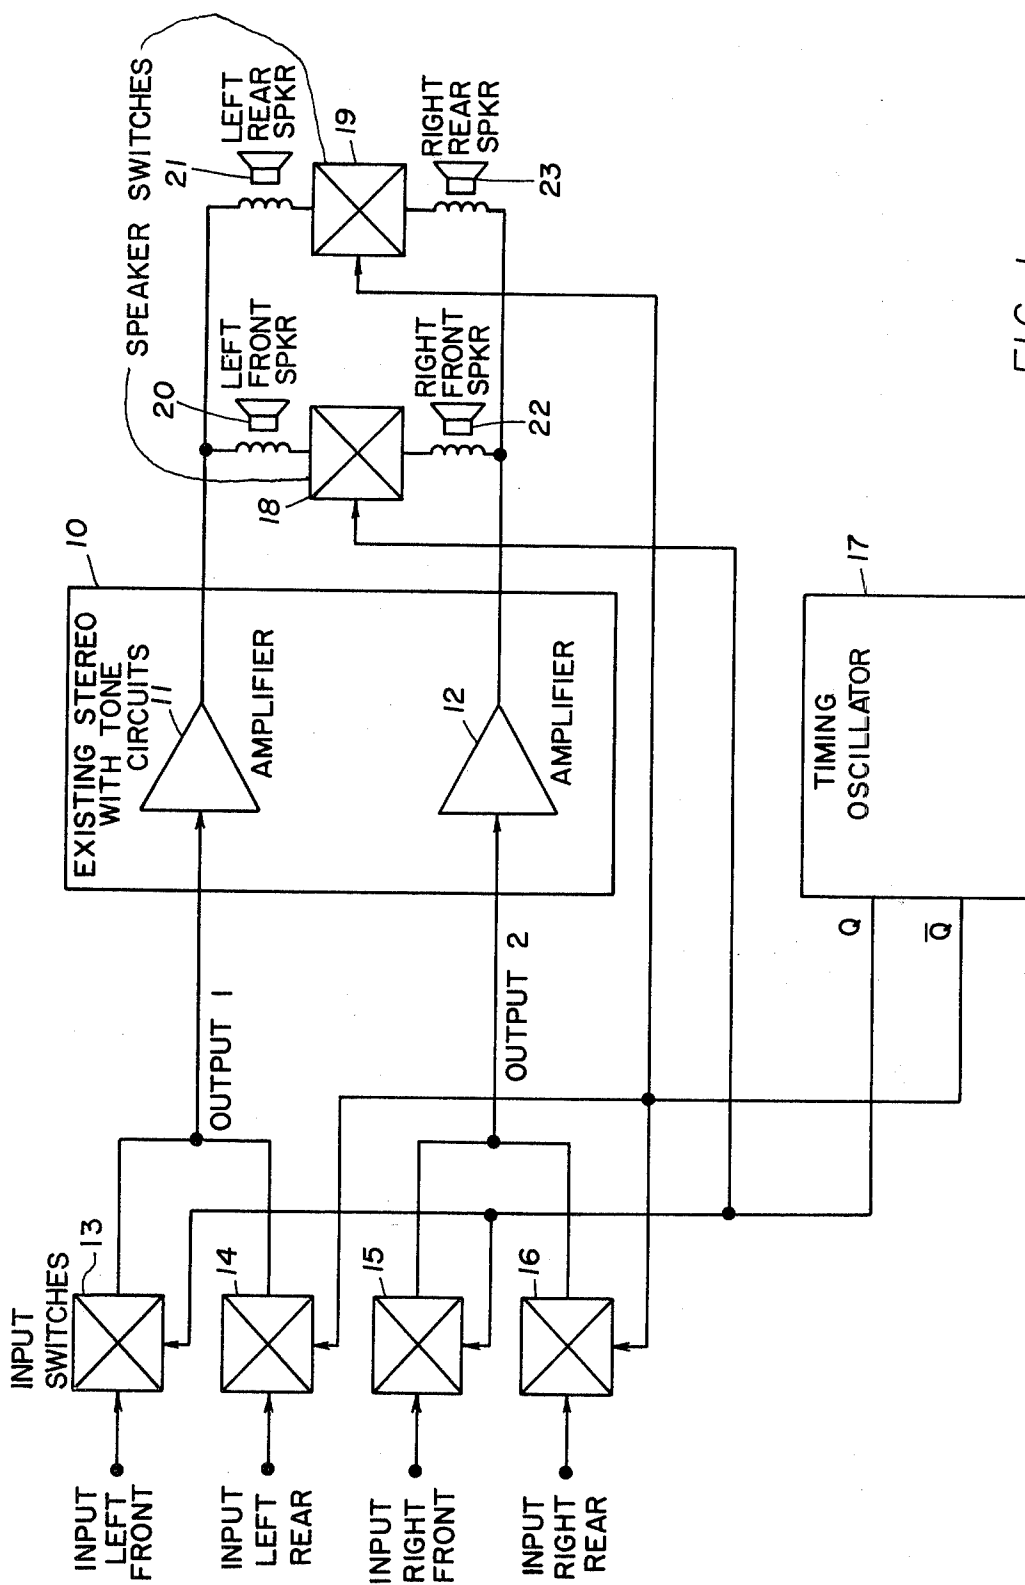 INPUT
SWITCHES
13
INPUT
LEFT
FRONT
14
INPUT
LEFT
REAR
15
INPUT
RIGHT
FRONT
16
INPUT
RIGHT
REAR
OUTPUT 1
OUTPUT 2
10
EXISTING STEREO
WITH TONE
CIRCUITS
11
AMPLIFIER
12
AMPLIFIER
SPEAKER SWITCHES
20
LEFT
FRONT
SPKR
18
RIGHT
FRONT
SPKR
22
21
LEFT
REAR
SPKR
19
RIGHT
REAR
SPKR
23
Q
Q̅
TIMING
OSCILLATOR
17